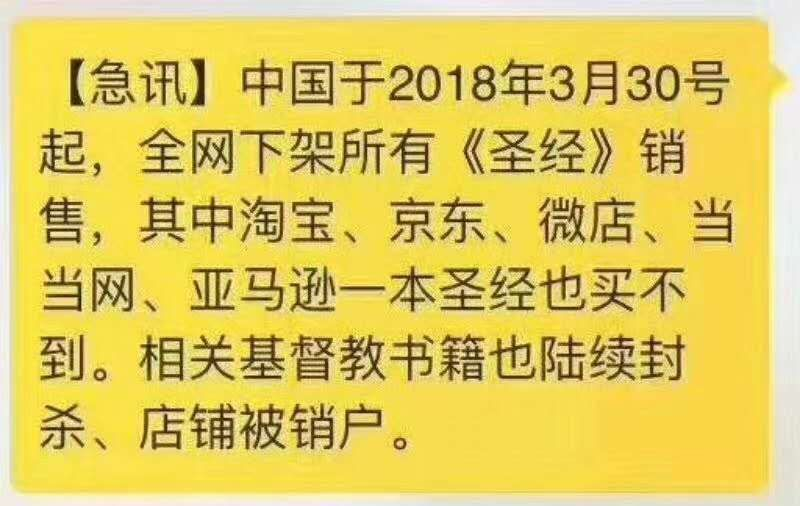 【急讯】中国于2018年3月30号
起，全网下架所有《圣经》销
售，其中淘宝、京东、微店、当
当网、亚马逊一本圣经也买不
到。相关基督教书籍也陆续封
杀、店铺被销户。